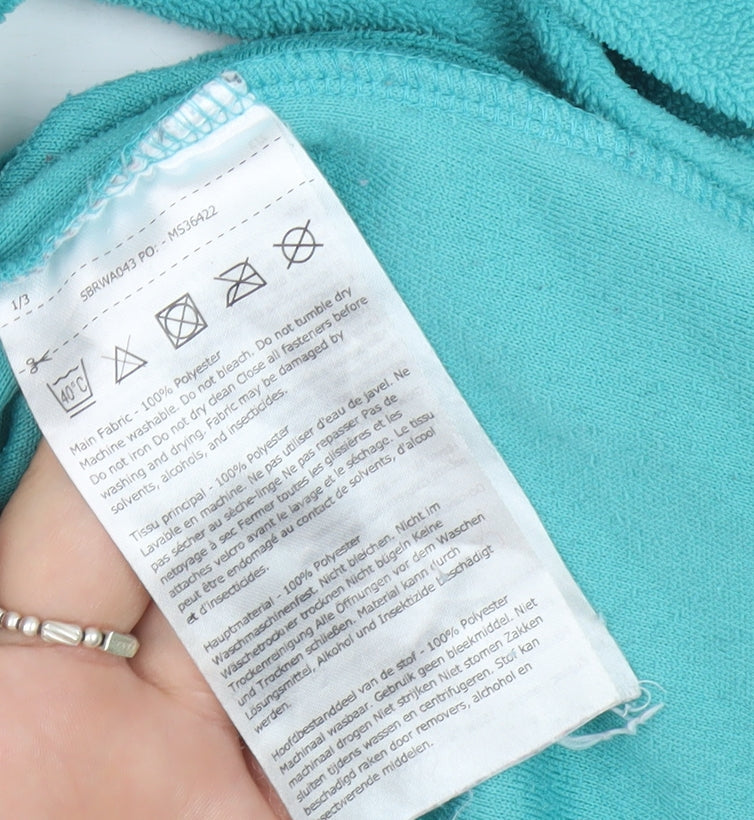 1/3
SBRWA043 PO: - MS36422
40°C
Main Fabric - 100% Polyester
Machine washable. Do not bleach. Do not tumble dry
Do not iron Do not dry clean Close all fasteners before
washing and drying. Fabric may be damaged by
solvents, alcohols, and insecticides.
Tissu principal - 100% Polyester
Lavable en machine. Ne pas utiliser d'eau de javel. Ne
pas sécher au sèche-linge Ne pas repasser Pas de
nettoyage à sec Fermer toutes les glissières et les
attaches velcro avant le lavage et le séchage. Le tissu
peut être endomagé au contact de solvents, d'alcool
et d'insecticides.
Hauptmaterial - 100% Polyester
Waschmaschinenfest. Nicht bleichen. Nicht im
Wäschetrockner trocknen Nicht bügeln Keine
Trockenreinigung Alle Öffnungen vor dem Waschen
und Trocknen schließen. Material kann durch
Lösungsmittel, Alkohol und Insektizide beschädigt
werden.
Hoofdbestanddeel van de stof - 100% Polyester
Machinaal wasbaar. Gebruik geen bleekmiddel. Niet
machinaal drogen Niet strijken Niet stomen Zakken
sluiten tijdens wassen en centrifugeren. Stof kan
beschadigd raken door removers, alchohol en
insectwerende middelen.